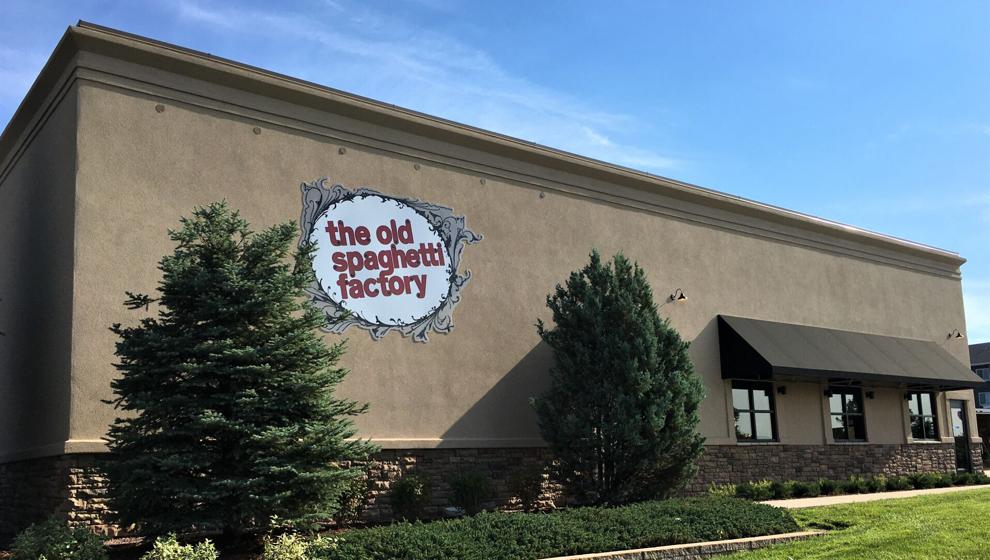 the old
spaghetti
factory